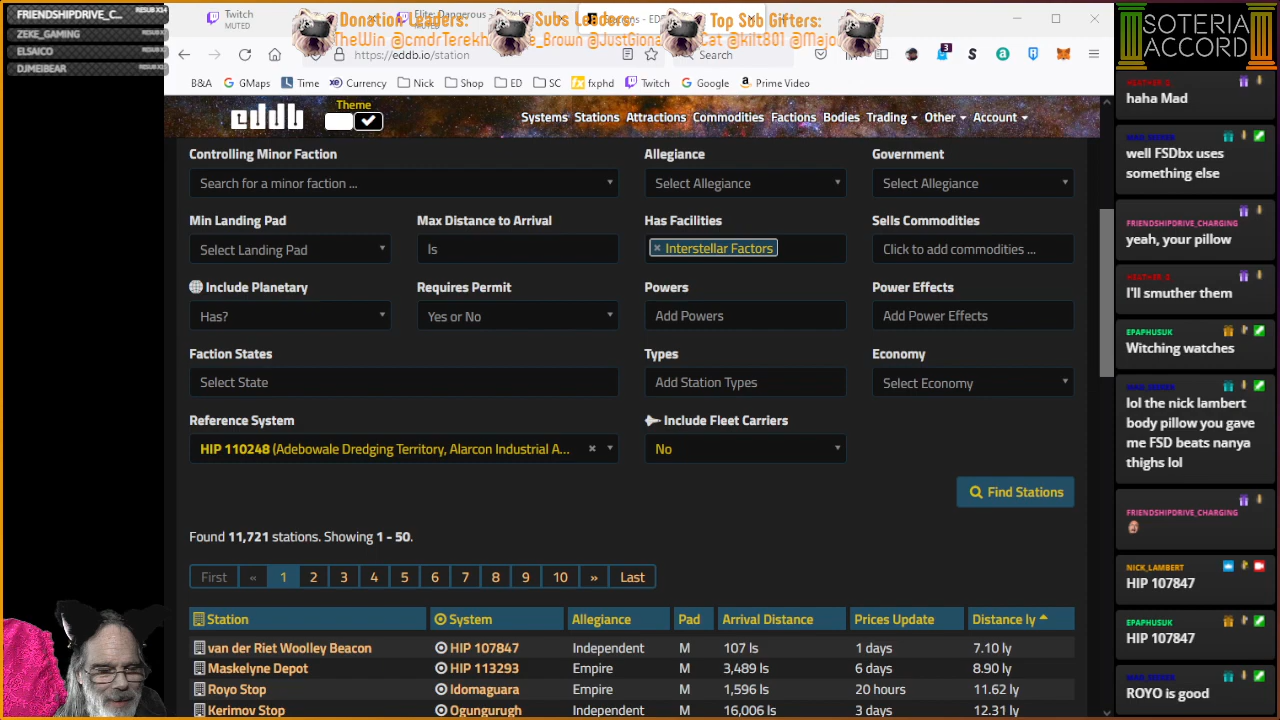 FRIENDSHIPDRIVE_C...
RESUB X14
ZEKE_GAMING
ELSAICO
DJMEIBEAR
Twitch
MUTED
Donation Leaders:
Subs Leaders:
Top Sub Gifters:
TheWin @cmdrTerekh
e_Brown @JustGiona
Cat @kilt801 @Majo
https://eddb.io/station
Search
3
B&A
GMaps
Time
Currency
Nick
Shop
ED
SC
fxphd
Twitch
Google
Prime Video
eddb
Theme
Systems
Stations
Attractions
Commodities
Factions
Bodies
Trading
Other
Account
Controlling Minor Faction
Allegiance
Government
Search for a minor faction ...
Select Allegiance
Select Allegiance
Min Landing Pad
Max Distance to Arrival
Has Facilities
Sells Commodities
Select Landing Pad
ls
× Interstellar Factors
Click to add commodities ...
Include Planetary
Requires Permit
Powers
Power Effects
Has?
Yes or No
Add Powers
Add Power Effects
Faction States
Types
Economy
Select State
Add Station Types
Select Economy
Reference System
Include Fleet Carriers
HIP 110248 (Adebowale Dredging Territory, Alarcon Industrial A...
No
Find Stations
Found 11,721 stations. Showing 1 - 50.
First « 1 2 3 4 5 6 7 8 9 10 » Last
Station System Allegiance Pad Arrival Distance Prices Update Distance ly
van der Riet Woolley Beacon HIP 107847 Independent M 107 ls 1 days 7.10 ly
Maskelyne Depot HIP 113293 Empire M 3,489 ls 6 days 8.90 ly
Royo Stop Idomaguara Empire M 1,596 ls 20 hours 11.62 ly
Kerimov Stop Ogungurugh Independent M 16,006 ls 3 days 12.31 ly
SOTERIA
ACCORD
haha Mad
well FSDbx uses
something else
FRIENDSHIPDRIVE_CHARGING
yeah, your pillow
I'll smuther them
EPAPHUSUK
Witching watches
lol the nick lambert
body pillow you gave
me FSD beats nanya
thighs lol
FRIENDSHIPDRIVE_CHARGING
NICK_LAMBERT
HIP 107847
EPAPHUSUK
HIP 107847
ROYO is good